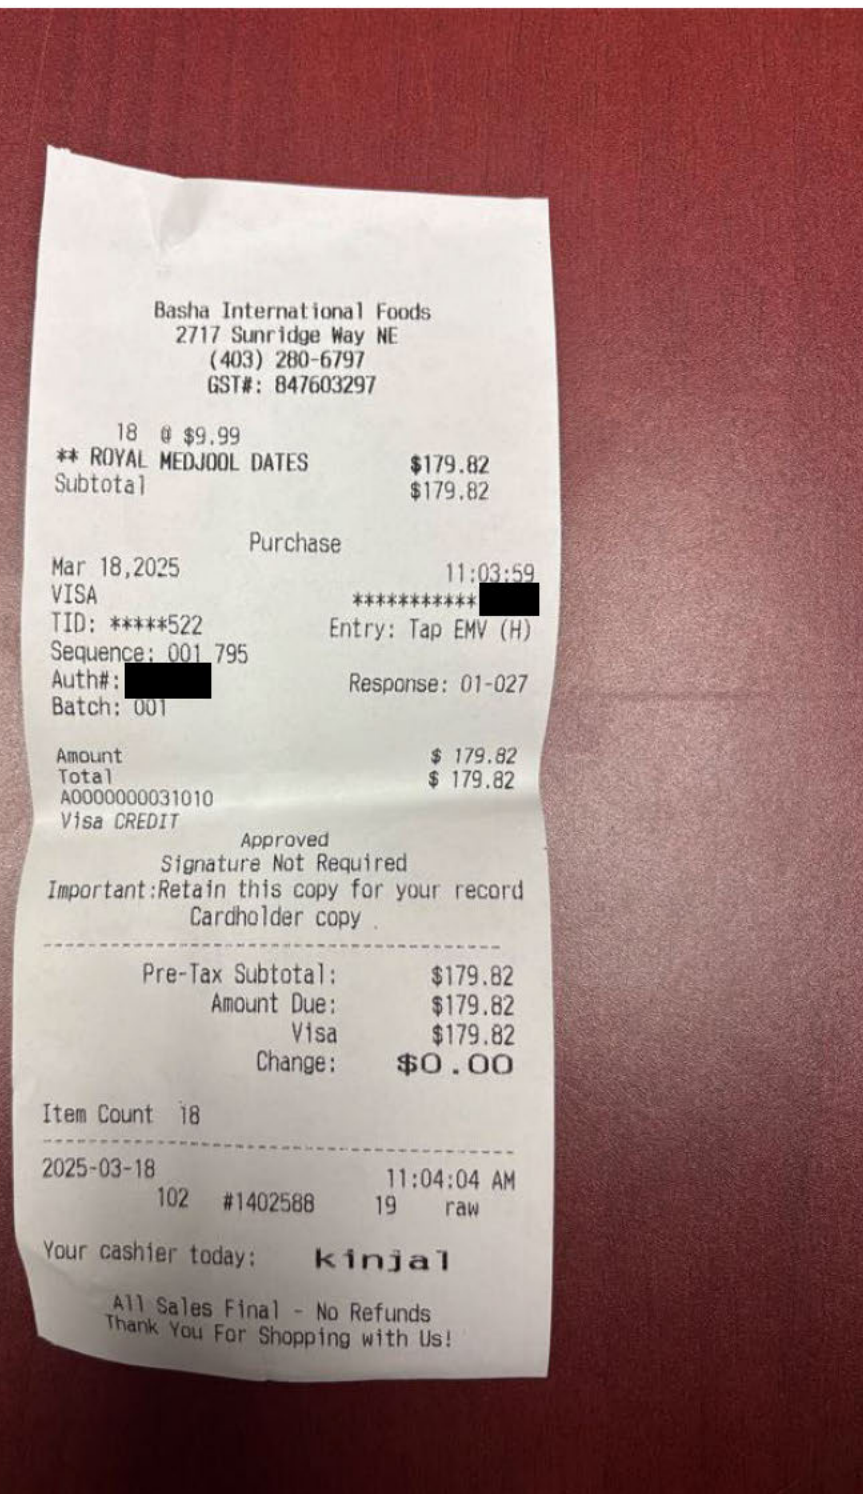 Basha International Foods
2717 Sunridge Way NE
(403) 280-6797
GST#: 847603297
18 @ $9.99
** ROYAL MEDJOOL DATES $179.82
Subtotal $179.82
Purchase
Mar 18,2025 11:03:59
VISA ***********
TID: *****522 Entry: Tap EMV (H)
Sequence: 001 795
Auth#: Response: 01-027
Batch: 001
Amount $ 179.82
Total $ 179.82
A0000000031010
Visa CREDIT
Approved
Signature Not Required
Important:Retain this copy for your record
Cardholder copy
Pre-Tax Subtotal: $179.82
Amount Due: $179.82
Visa $179.82
Change: $0.00
Item Count 18
2025-03-18 11:04:04 AM
102 #1402588 19 raw
Your cashier today: kinjal
All Sales Final - No Refunds
Thank You For Shopping with Us!